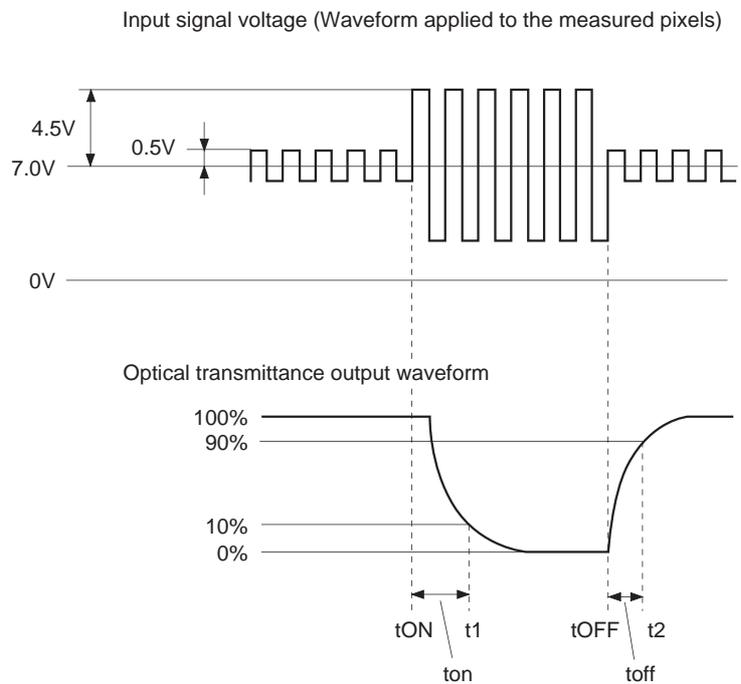 Input signal voltage (Waveform applied to the measured pixels)
4.5V
0.5V
7.0V
0V
Optical transmittance output waveform
100%
90%
10%
0%
tON t1 tOFF t2
ton toff